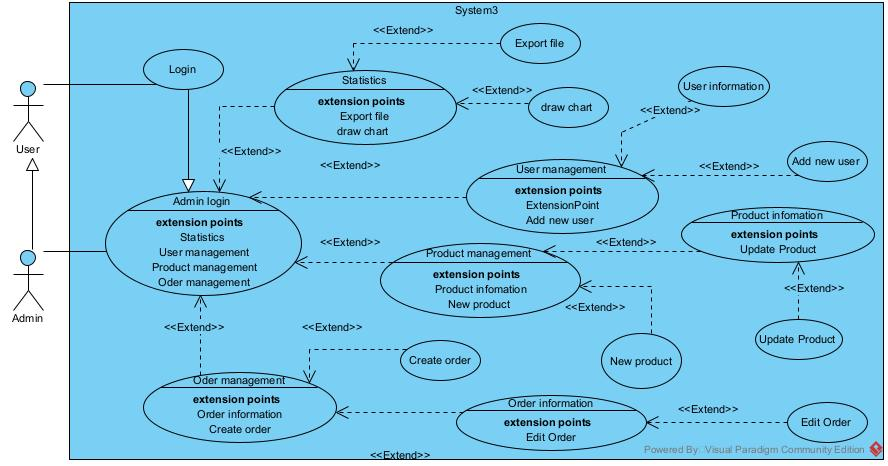 System3
<<Extend>>
Export file
Login
Statistics
extension points
Export file
draw chart
<<Extend>>
draw chart
User information
<<Extend>>
User
<<Extend>>
<<Extend>>
User management
extension points
ExtensionPoint
Add new user
<<Extend>>
Add new user
Admin login
extension points
Statistics
User management
Product management
Oder management
<<Extend>>
Product management
extension points
Product infomation
New product
<<Extend>>
Product infomation
extension points
Update Product
<<Extend>>
Admin
<<Extend>>
<<Extend>>
<<Extend>>
Create order
New product
Update Product
Oder management
extension points
Order information
Create order
Order information
extension points
Edit Order
<<Extend>>
Edit Order
<<Extend>>
Powered By: Visual Paradigm Community Edition